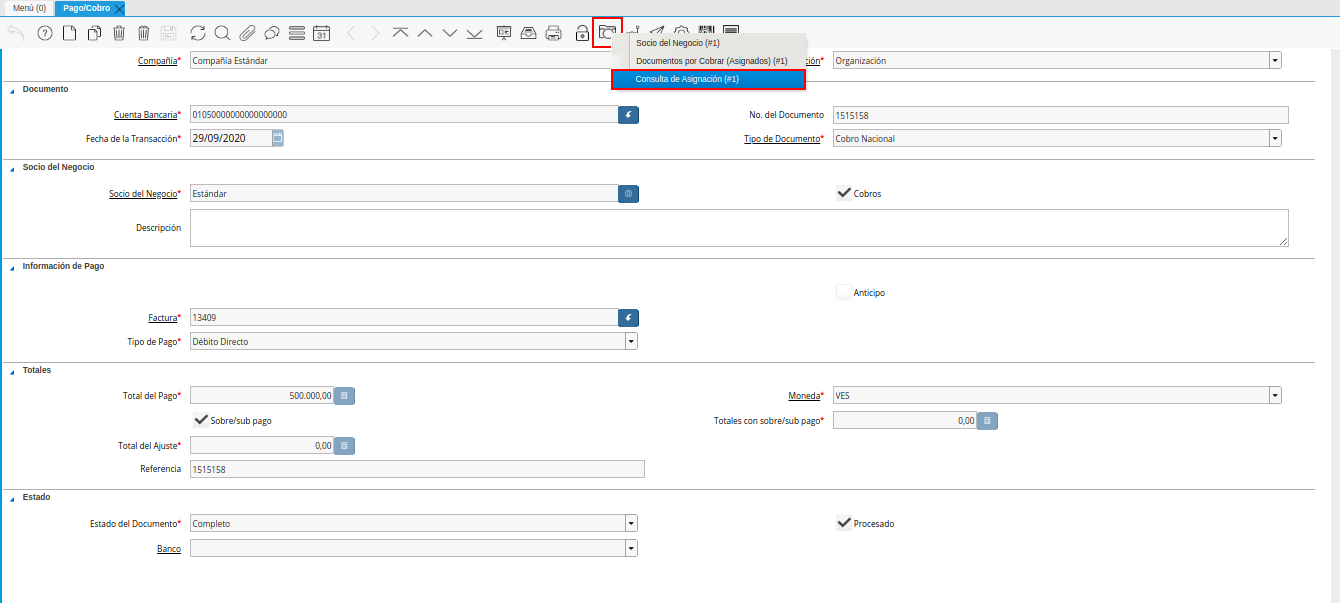 Menú (0) Pago/Cobro
31
Socio del Negocio (#1)
Documentos por Cobrar (Asignados) (#1)
Consulta de Asignación (#1)
Compañía* Compañía Estándar Organización
Documento
Cuenta Bancaria* 01050000000000000000 No. del Documento 1515158
Fecha de la Transacción* 29/09/2020 Tipo de Documento* Cobro Nacional
Socio del Negocio
Socio del Negocio* Estándar Cobros
Descripción
Información de Pago
Anticipo
Factura* 13409
Tipo de Pago* Débito Directo
Totales
Total del Pago* 500.000,00 Moneda* VES
Sobre/sub pago Totales con sobre/sub pago* 0,00
Total del Ajuste* 0,00
Referencia 1515158
Estado
Estado del Documento* Completo Procesado
Banco